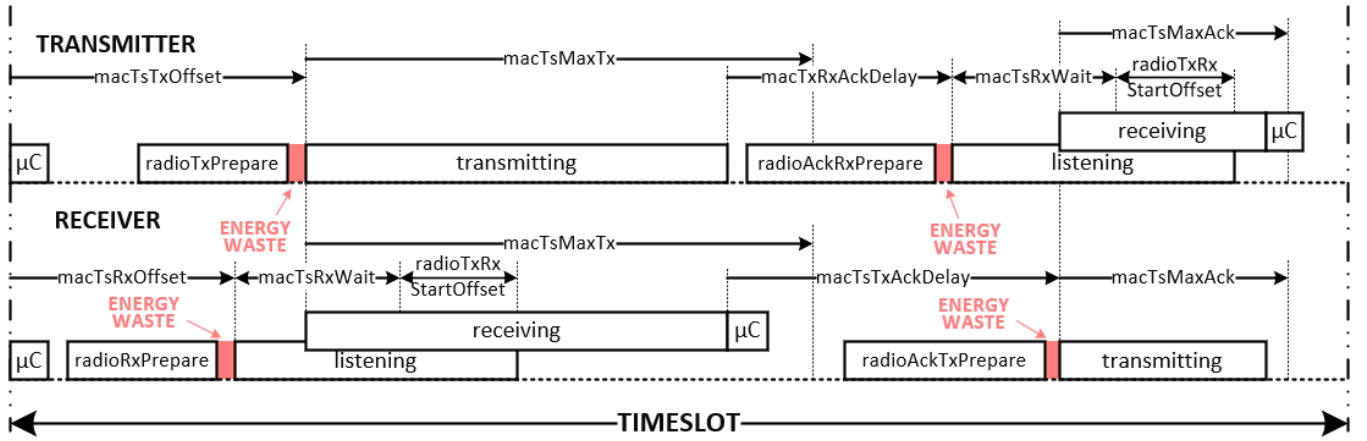 TRANSMITTER
macTsMaxAck
macTsMaxTx
macTsTxOffset
macTxRxAckDelay
macTsRxWait
radioTxRx
StartOffset
receiving
μC
μC
radioTxPrepare
transmitting
radioAckRxPrepare
listening
ENERGY
WASTE
ENERGY
WASTE
RECEIVER
macTsMaxTx
macTsRxOffset
macTsRxWait
radioTxRx
StartOffset
macTsTxAckDelay
macTsMaxAck
ENERGY
WASTE
ENERGY
WASTE
receiving
μC
μC
radioRxPrepare
listening
radioAckTxPrepare
transmitting
TIMESLOT